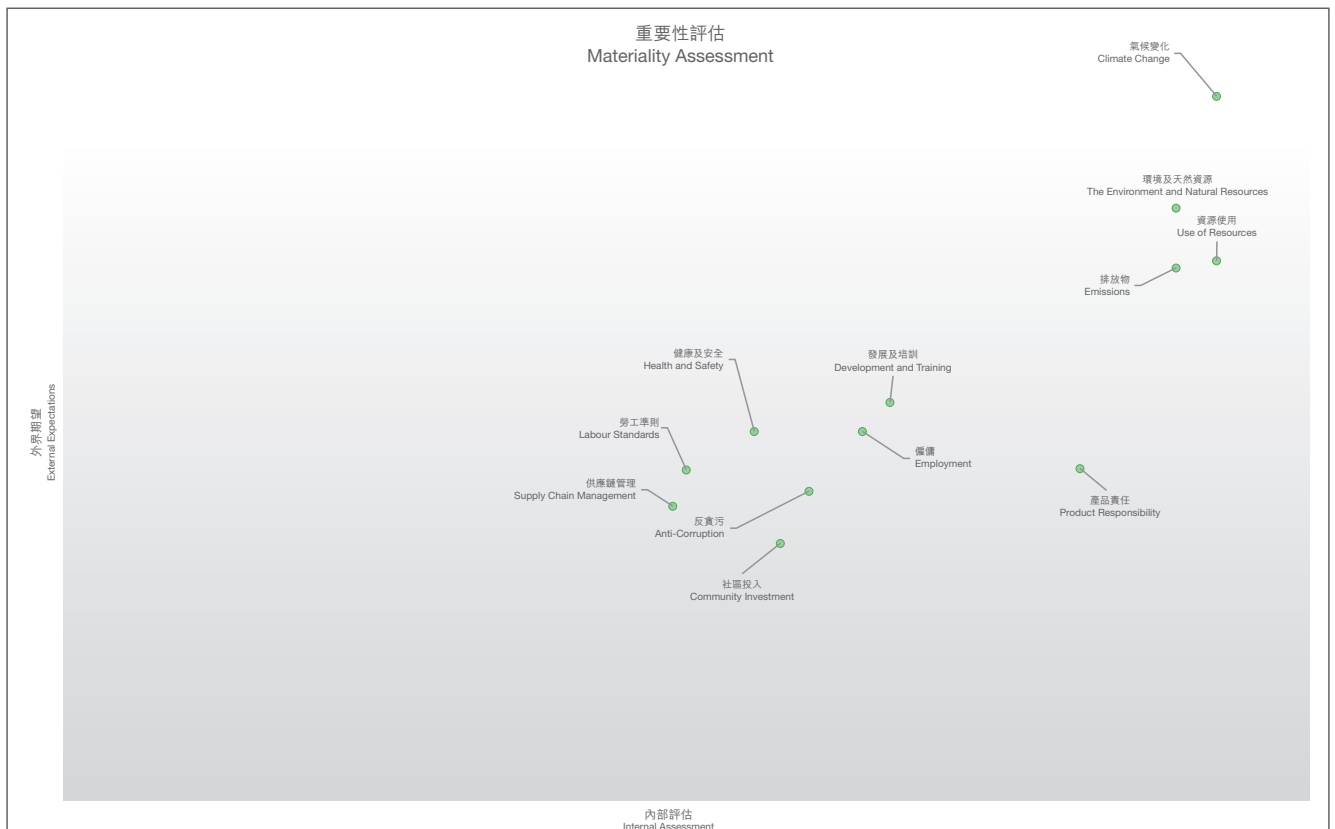 重要性評估
Materiality Assessment
氣候變化
Climate Change
環境及天然資源
The Environment and Natural Resources
資源使用
Use of Resources
排放物
Emissions
健康及安全
Health and Safety
發展及培訓
Development and Training
勞工準則
Labour Standards
僱傭
Employment
供應鏈管理
Supply Chain Management
產品責任
Product Responsibility
反貪污
Anti-Corruption
社區投入
Community Investment
外界期望
External Expectations
內部評估
Internal Assessment